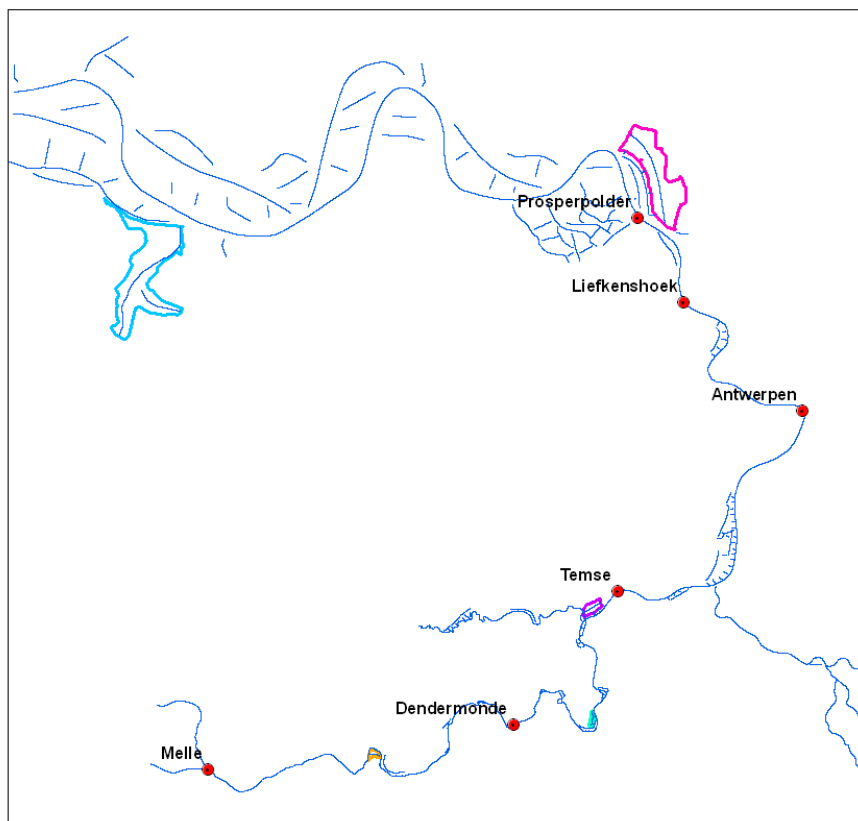 Prosperpolder
Liefkenshoek
Antwerpen
Temse
Dendermonde
Melle